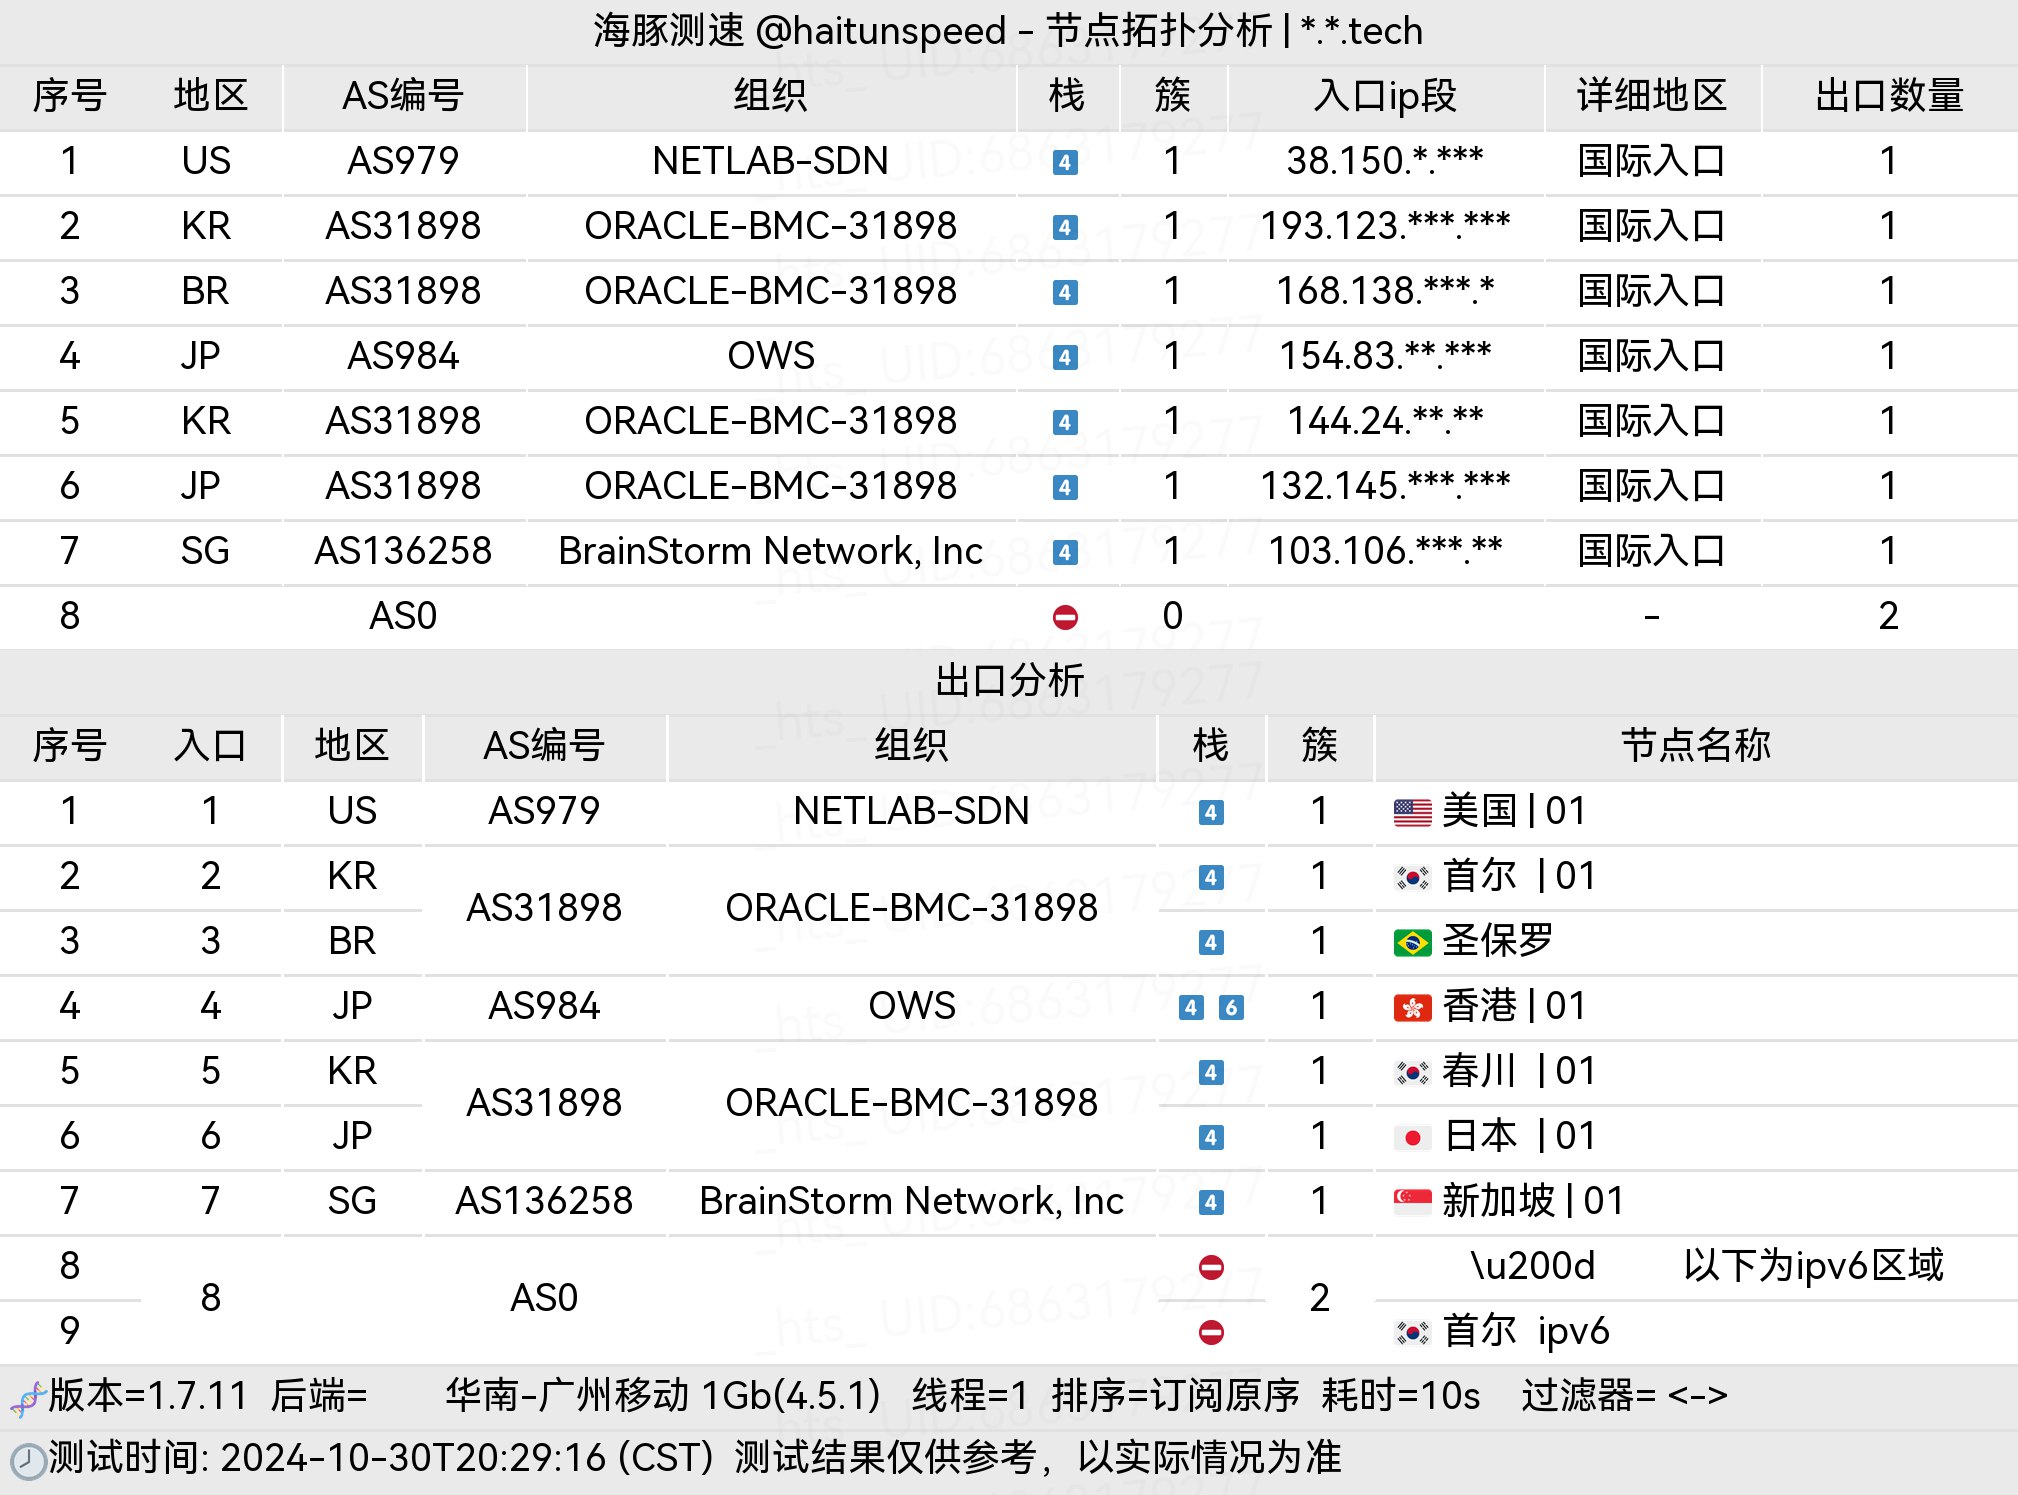 海豚测速 @haitunspeed - 节点拓扑分析 | *.*.tech
序号 地区 AS编号 组织 栈 簇 入口ip段 详细地区 出口数量
1 US AS979 NETLAB-SDN 4 1 38.150.*.*** 国际入口 1
2 KR AS31898 ORACLE-BMC-31898 4 1 193.123.***.*** 国际入口 1
3 BR AS31898 ORACLE-BMC-31898 4 1 168.138.***.* 国际入口 1
4 JP AS984 OWS 4 1 154.83.**.*** 国际入口 1
5 KR AS31898 ORACLE-BMC-31898 4 1 144.24.**.** 国际入口 1
6 JP AS31898 ORACLE-BMC-31898 4 1 132.145.***.*** 国际入口 1
7 SG AS136258 BrainStorm Network, Inc 4 1 103.106.***.** 国际入口 1
8 AS0 0 - 2
出口分析
序号 入口 地区 AS编号 组织 栈 簇 节点名称
1 1 US AS979 NETLAB-SDN 4 1 美国 | 01
2 2 KR AS31898 ORACLE-BMC-31898 4 1 首尔 | 01
3 3 BR 4 1 圣保罗
4 4 JP AS984 OWS 4 6 1 香港 | 01
5 5 KR AS31898 ORACLE-BMC-31898 4 1 春川 | 01
6 6 JP 4 1 日本 | 01
7 7 SG AS136258 BrainStorm Network, Inc 4 1 新加坡 | 01
8 8 AS0 2 \u200d 以下为ipv6区域
9 首尔 ipv6
版本=1.7.11 后端= 华南-广州移动 1Gb(4.5.1) 线程=1 排序=订阅原序 耗时=10s 过滤器= <->
测试时间: 2024-10-30T20:29:16 (CST) 测试结果仅供参考，以实际情况为准
_hts_ UID:6863179277